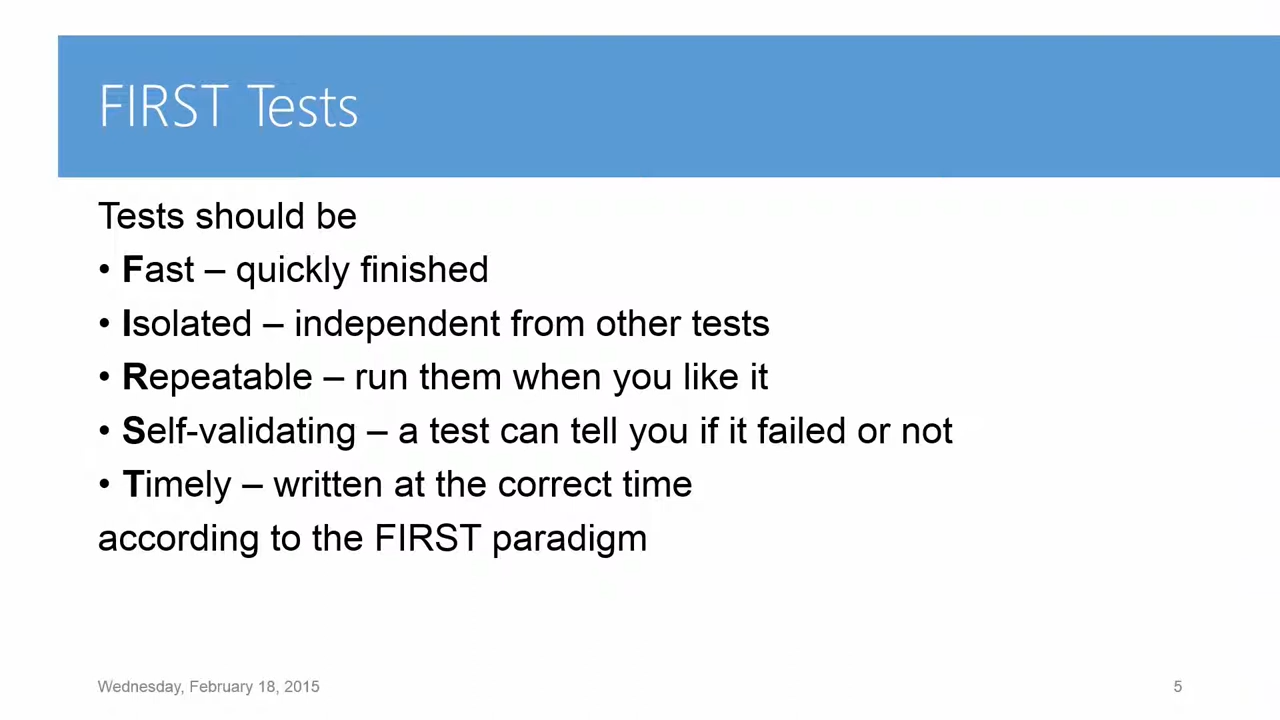 FIRST Tests
Tests should be
• Fast – quickly finished
• Isolated – independent from other tests
• Repeatable – run them when you like it
• Self-validating – a test can tell you if it failed or not
• Timely – written at the correct time
according to the FIRST paradigm
Wednesday, February 18, 2015
5